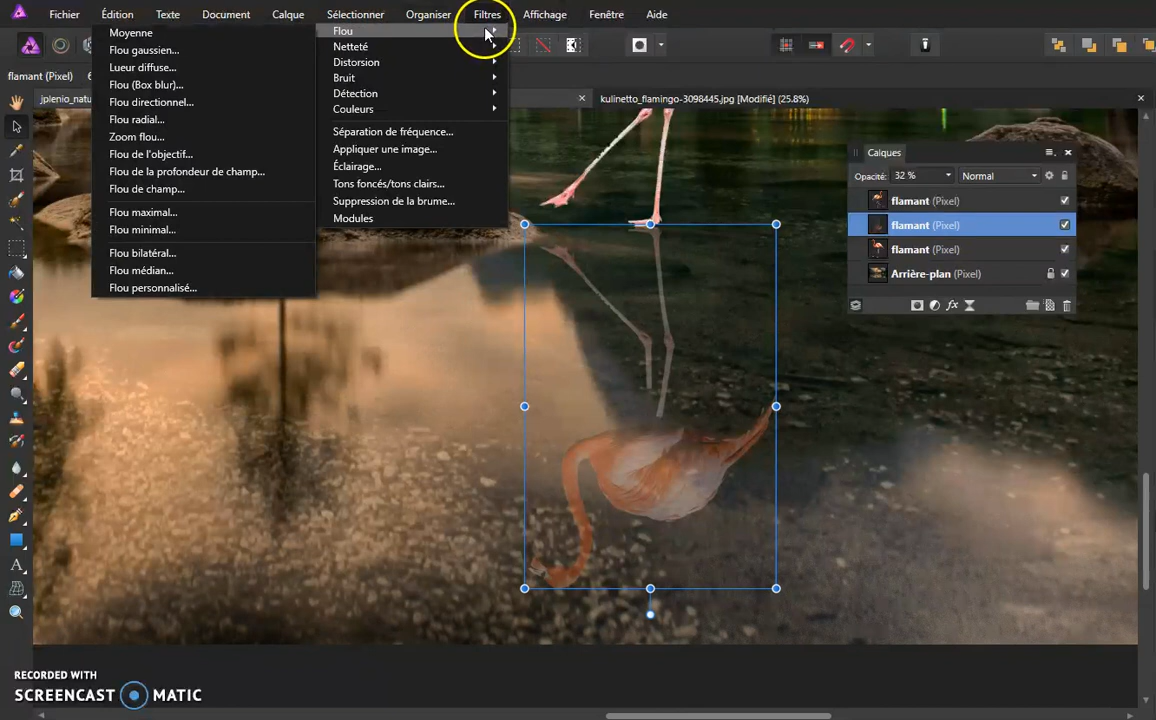 Fichier Édition Texte Document Calque Sélectionner Organiser Filtres Affichage Fenêtre Aide
Moyenne
Flou gaussien...
Lueur diffuse...
Flou (Box blur)...
Flou directionnel...
Flou radial...
Zoom flou...
Flou de l'objectif...
Flou de la profondeur de champ...
Flou de champ...
Flou maximal...
Flou minimal...
Flou bilatéral...
Flou médian...
Flou personnalisé...
Flou
Netteté
Distorsion
Bruit
Détection
Couleurs
Séparation de fréquence...
Appliquer une image...
Éclairage...
Tons foncés/tons clairs...
Suppression de la brume...
Modules
flamant (Pixel)
jplenio_natu
kulinetto_flamingo-3098445.jpg [Modifié] (25.8%)
Calques
Opacité: 32 % Normal
flamant (Pixel)
flamant (Pixel)
flamant (Pixel)
Arrière-plan (Pixel)
A
RECORDED WITH
SCREENCAST MATIC